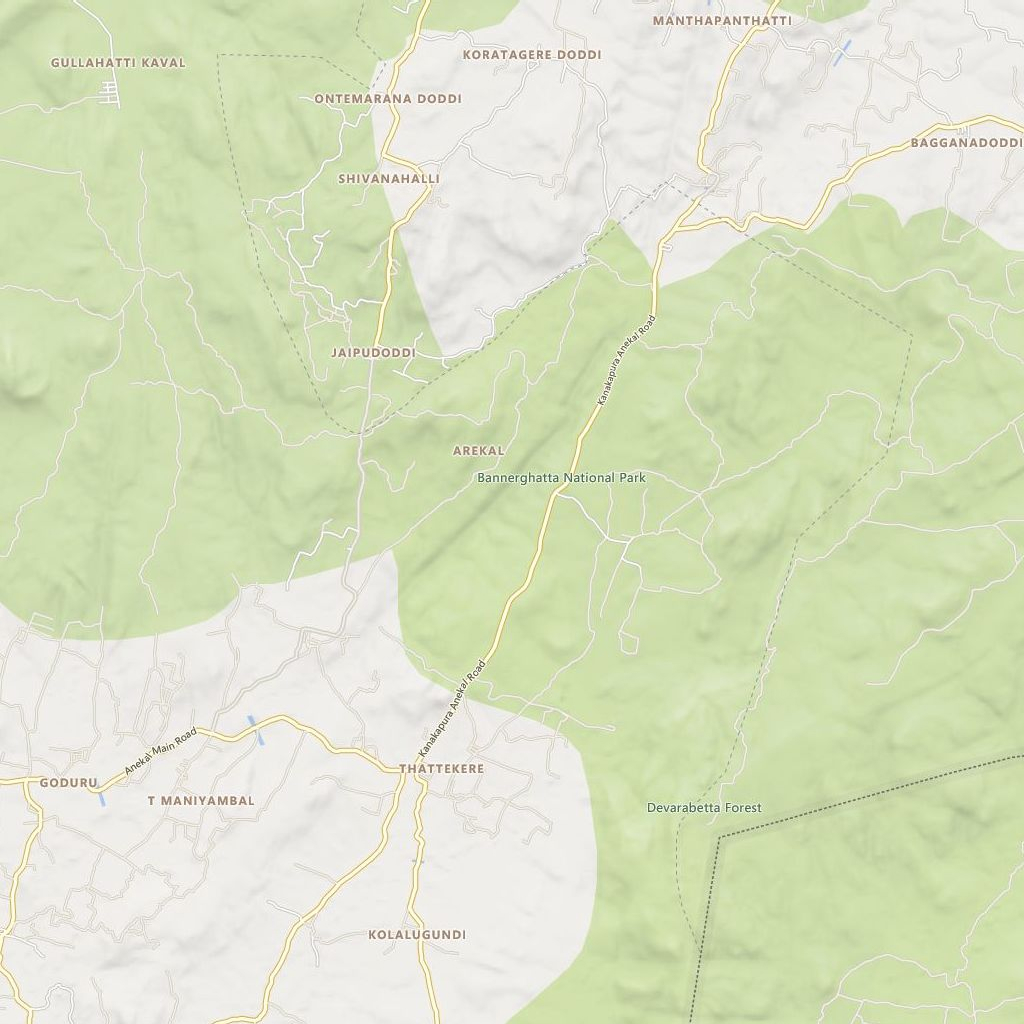 MANTHAPANTHATTI
KORATAGERE DODDI
GULLAHATTI KAVAL
ONTEMARANA DODDI
BAGGANADODDI
SHIVANAHALLI
Kanakapura Anekal Road
JAIPUDODDI
AREKAL
Bannerghatta National Park
Kanakapura Anekal Road
Anekal Main Road
THATTEKERE
GODURU
T MANIYAMBAL
Devarabetta Forest
KOLALUGUNDI